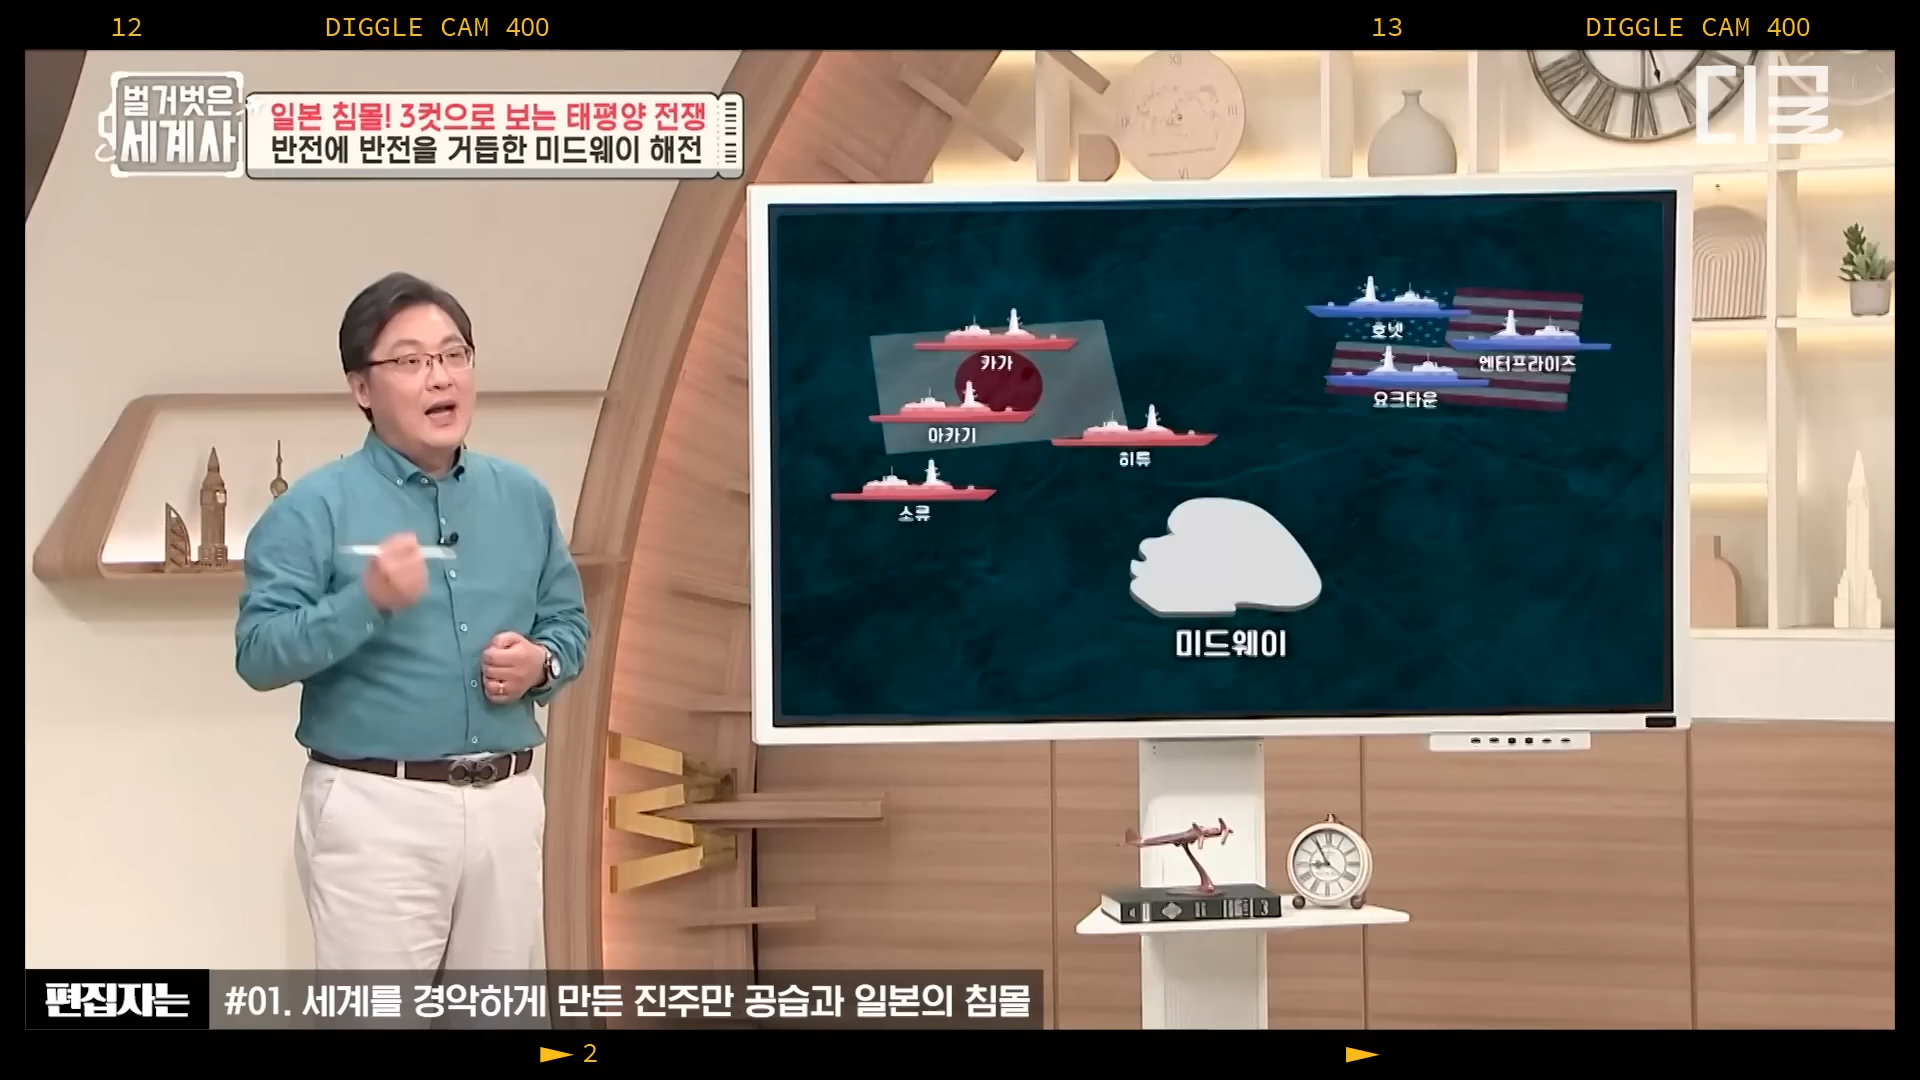 12
DIGGLE CAM 400
13
DIGGLE CAM 400
벌거벗은
세계사
일본 침몰! 3컷으로 보는 태평양 전쟁
반전에 반전을 거듭한 미드웨이 해전
디글
호넷
엔터프라이즈
요크타운
카가
아카기
히류
소류
미드웨이
편집자는
#01. 세계를 경악하게 만든 진주만 공습과 일본의 침몰
2